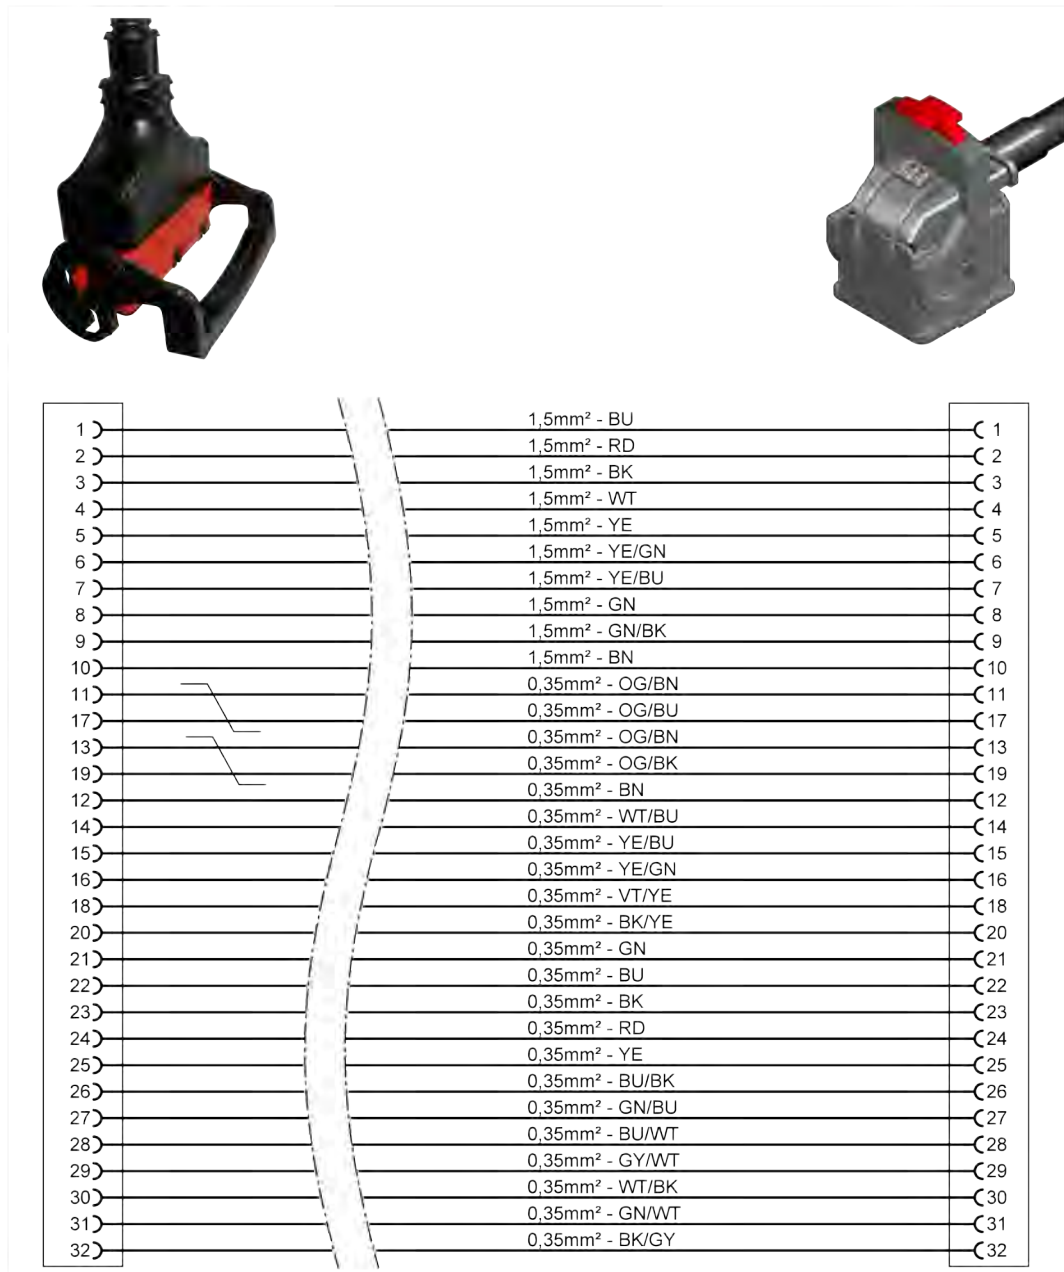 1 1,5mm² - BU 1
2 1,5mm² - RD 2
3 1,5mm² - BK 3
4 1,5mm² - WT 4
5 1,5mm² - YE 5
6 1,5mm² - YE/GN 6
7 1,5mm² - YE/BU 7
8 1,5mm² - GN 8
9 1,5mm² - GN/BK 9
10 1,5mm² - BN 10
11 0,35mm² - OG/BN 11
17 0,35mm² - OG/BU 17
13 0,35mm² - OG/BN 13
19 0,35mm² - OG/BK 19
12 0,35mm² - BN 12
14 0,35mm² - WT/BU 14
15 0,35mm² - YE/BU 15
16 0,35mm² - YE/GN 16
18 0,35mm² - VT/YE 18
20 0,35mm² - BK/YE 20
21 0,35mm² - GN 21
22 0,35mm² - BU 22
23 0,35mm² - BK 23
24 0,35mm² - RD 24
25 0,35mm² - YE 25
26 0,35mm² - BU/BK 26
27 0,35mm² - GN/BU 27
28 0,35mm² - BU/WT 28
29 0,35mm² - GY/WT 29
30 0,35mm² - WT/BK 30
31 0,35mm² - GN/WT 31
32 0,35mm² - BK/GY 32